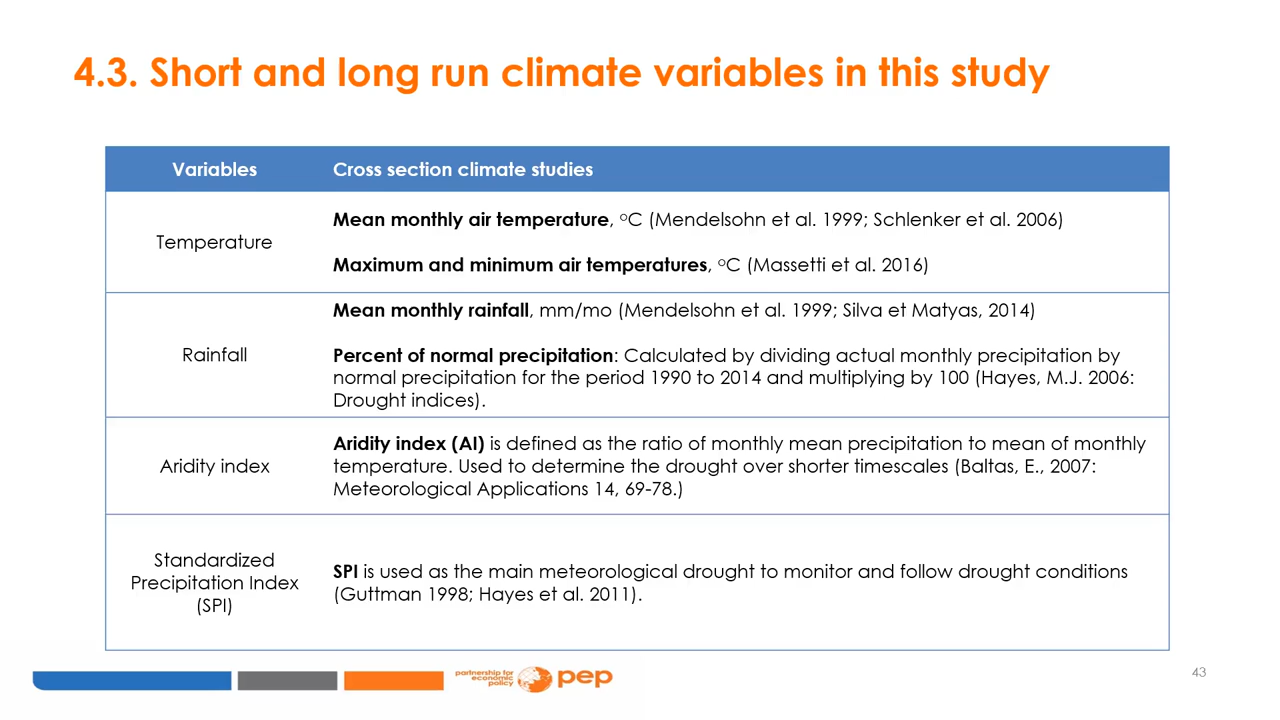 4.3. Short and long run climate variables in this study
Variables
Cross section climate studies
Temperature
Mean monthly air temperature, ᵒC (Mendelsohn et al. 1999; Schlenker et al. 2006)
Maximum and minimum air temperatures, ᵒC (Massetti et al. 2016)
Rainfall
Mean monthly rainfall, mm/mo (Mendelsohn et al. 1999; Silva et Matyas, 2014)
Percent of normal precipitation: Calculated by dividing actual monthly precipitation by
normal precipitation for the period 1990 to 2014 and multiplying by 100 (Hayes, M.J. 2006:
Drought indices).
Aridity index
Aridity index (AI) is defined as the ratio of monthly mean precipitation to mean of monthly
temperature. Used to determine the drought over shorter timescales (Baltas, E., 2007:
Meteorological Applications 14, 69-78.)
Standardized
Precipitation Index
(SPI)
SPI is used as the main meteorological drought to monitor and follow drought conditions
(Guttman 1998; Hayes et al. 2011).
partnership for
economic
policy
pep
43